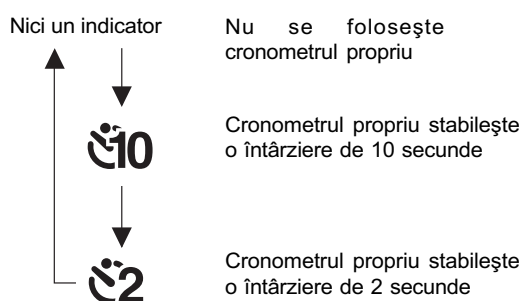 Nici un indicator
Nu se foloseşte
cronometrul propriu
10
Cronometrul propriu stabileşte
o întârziere de 10 secunde
2
Cronometrul propriu stabileşte
o întârziere de 2 secunde